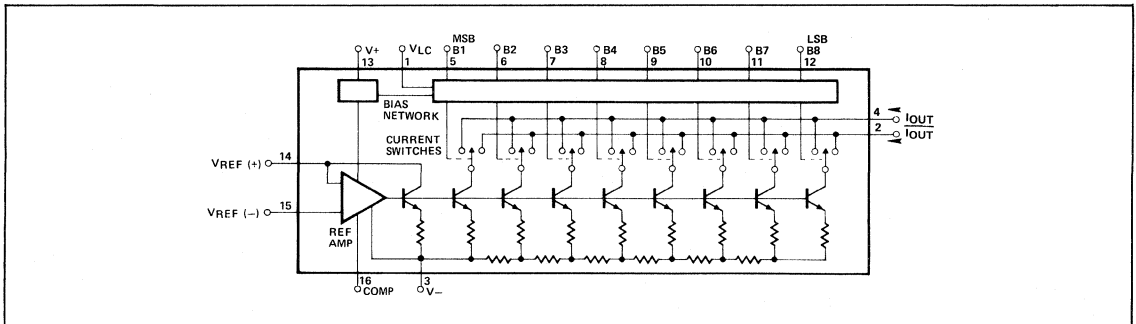 V+
13
VLC
1
MSB
B1
5
B2
6
B3
7
B4
8
B5
9
B6
10
B7
11
LSB
B8
12
BIAS
NETWORK
CURRENT
SWITCHES
4
IOUT
2
IOUT
VREF (+)
14
VREF (−)
15
REF
AMP
16
COMP
3
V−